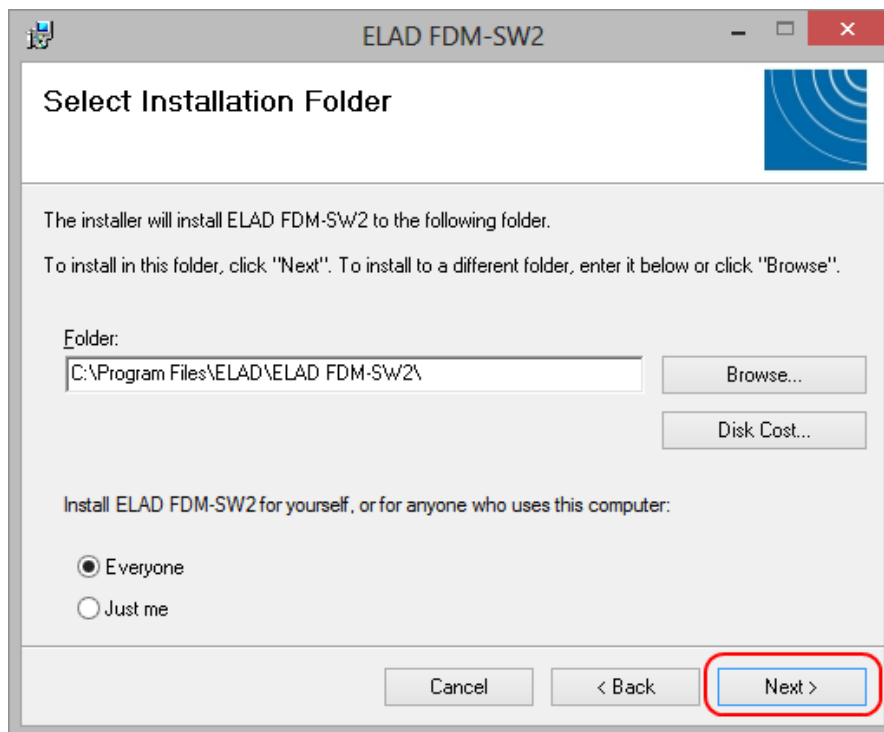 ELAD FDM-SW2
Select Installation Folder
The installer will install ELAD FDM-SW2 to the following folder.
To install in this folder, click "Next". To install to a different folder, enter it below or click "Browse".
Folder:
C:\Program Files\ELAD\ELAD FDM-SW2\
Browse...
Disk Cost...
Install ELAD FDM-SW2 for yourself, or for anyone who uses this computer:
Everyone
Just me
Cancel
< Back
Next >